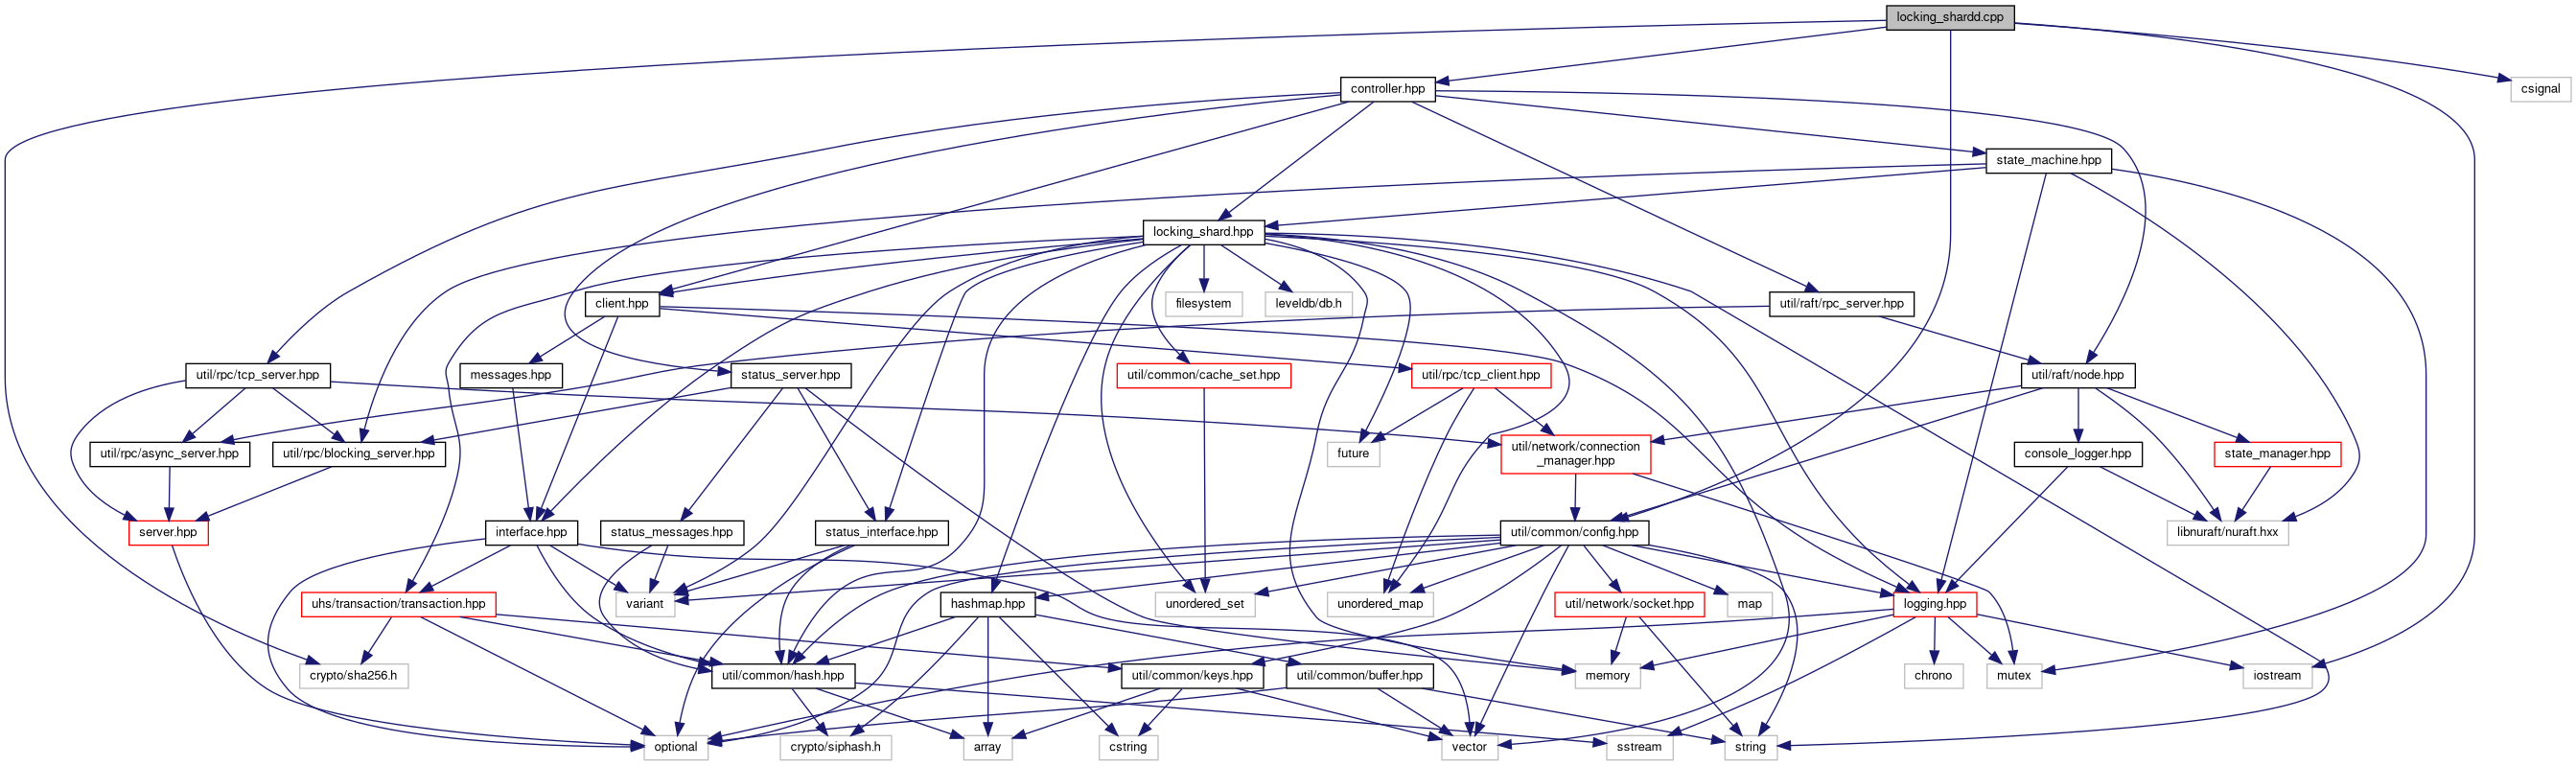 locking_shardd.cpp
controller.hpp
csignal
state_machine.hpp
locking_shard.hpp
client.hpp
filesystem
leveldb/db.h
util/raft/rpc_server.hpp
util/rpc/tcp_server.hpp
messages.hpp
status_server.hpp
util/common/cache_set.hpp
util/rpc/tcp_client.hpp
util/raft/node.hpp
util/rpc/async_server.hpp
util/rpc/blocking_server.hpp
future
util/network/connection
_manager.hpp
console_logger.hpp
state_manager.hpp
server.hpp
interface.hpp
status_messages.hpp
status_interface.hpp
util/common/config.hpp
libnuraft/nuraft.hxx
uhs/transaction/transaction.hpp
variant
hashmap.hpp
unordered_set
unordered_map
util/network/socket.hpp
map
logging.hpp
crypto/sha256.h
util/common/hash.hpp
util/common/keys.hpp
util/common/buffer.hpp
memory
chrono
mutex
iostream
optional
crypto/siphash.h
array
cstring
vector
sstream
string